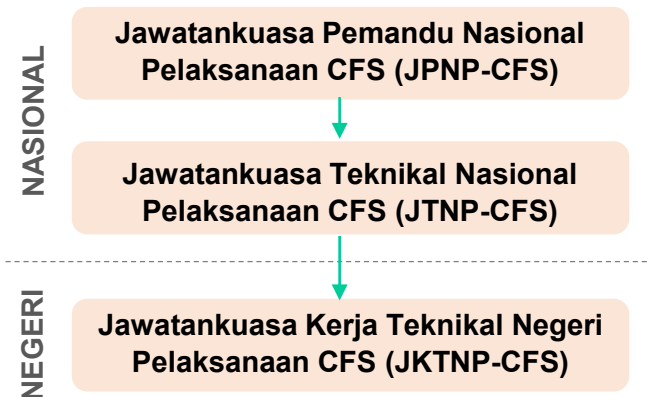 NASIONAL
Jawatankuasa Pemandu Nasional
Pelaksanaan CFS (JPNP-CFS)
Jawatankuasa Teknikal Nasional
Pelaksanaan CFS (JTNP-CFS)
NEGERI
Jawatankuasa Kerja Teknikal Negeri
Pelaksanaan CFS (JKTNP-CFS)